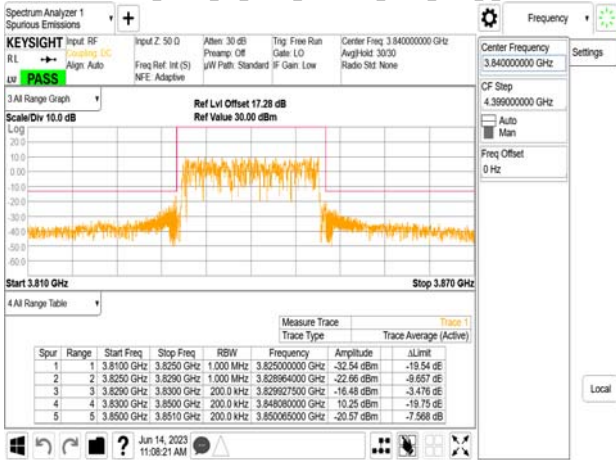 Spectrum Analyzer 1
Spurious Emissions
Frequency
KEYSIGHT Input: RF Input Z: 50 Ω Atten: 30 dB Trig: Free Run Center Freq: 3.840000000 GHz
RL Coupling: DC Preamp: Off Gate: LO Avg|Hold: 30/30
Align: Auto Freq Ref: Int (S) µW Path: Standard IF Gain: Low Radio Std: None
NFE: Adaptive
LV PASS
Center Frequency
3.840000000 GHz
Settings
CF Step
4.399000000 GHz
Auto
Man
Freq Offset
0 Hz
Local
3 All Range Graph
Ref Lvl Offset 17.28 dB
Scale/Div 10.0 dB Ref Value 30.00 dBm
Log
20.0
10.0
0.00
-10.0
-20.0
-30.0
-40.0
-50.0
-60.0
Start 3.810 GHz Stop 3.870 GHz
4 All Range Table
Measure Trace Trace 1
Trace Type Trace Average (Active)
Spur Range Start Freq Stop Freq RBW Frequency Amplitude ΔLimit
1 1 3.8100 GHz 3.8250 GHz 1.000 MHz 3.825000000 GHz -32.54 dBm -19.54 dB
2 2 3.8250 GHz 3.8290 GHz 1.000 MHz 3.828964000 GHz -22.66 dBm -9.657 dB
3 3 3.8290 GHz 3.8300 GHz 200.0 kHz 3.829927500 GHz -16.48 dBm -3.476 dB
4 4 3.8300 GHz 3.8500 GHz 200.0 kHz 3.848080000 GHz 10.25 dBm -19.75 dB
5 5 3.8500 GHz 3.8510 GHz 200.0 kHz 3.850065000 GHz -20.57 dBm -7.568 dB
Jun 14, 2023
11:08:21 AM